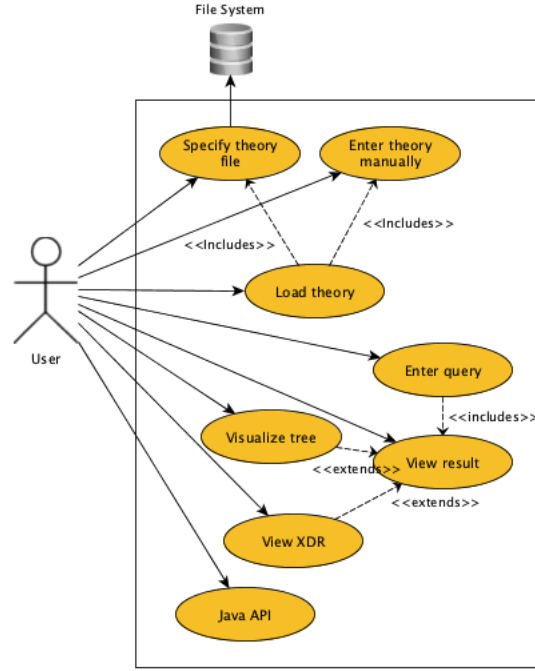 File System
Specify theory
file
Enter theory
manually
<<Includes>>
<<Includes>>
Load theory
User
Enter query
<<includes>>
Visualize tree
<<extends>>
View result
<<extends>>
View XDR
Java API